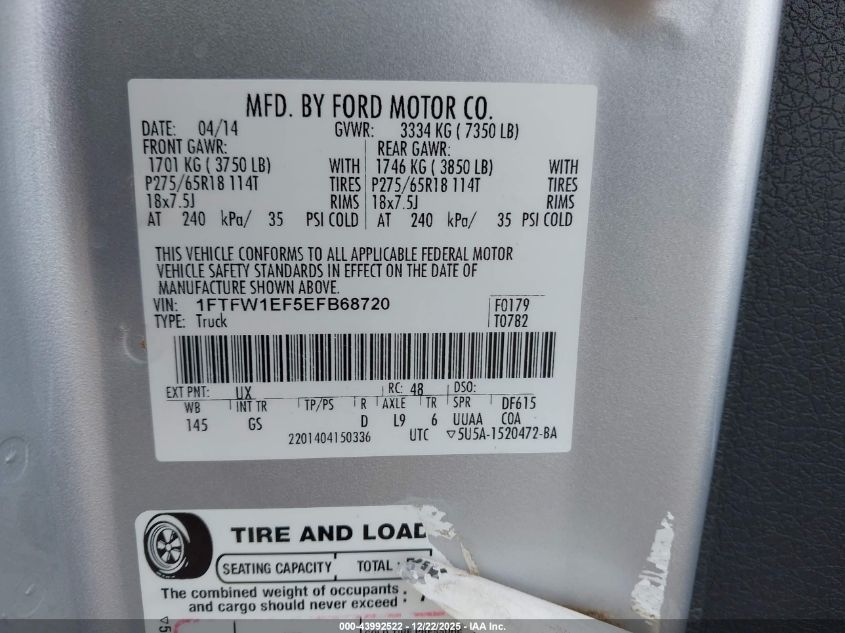 MFD. BY FORD MOTOR CO.
DATE: 04/14 GVWR: 3334 KG ( 7350 LB)
FRONT GAWR: REAR GAWR:
1701 KG ( 3750 LB) WITH 1746 KG ( 3850 LB) WITH
P275/65R18 114T TIRES P275/65R18 114T TIRES
18x7.5J RIMS 18x7.5J RIMS
AT 240 kPa/ 35 PSI COLD AT 240 kPa/ 35 PSI COLD
THIS VEHICLE CONFORMS TO ALL APPLICABLE FEDERAL MOTOR
VEHICLE SAFETY STANDARDS IN EFFECT ON THE DATE OF
MANUFACTURE SHOWN ABOVE.
VIN: 1FTFW1EF5EFB68720 F0179
TYPE: Truck T0782
EXT PNT: UX RC: 48 DSO:
WB INT TR TP/PS R AXLE TR SPR DF615
145 GS D L9 6 UUAA COA
2201404150336 UTC ▽5U5A-1520472-BA
TIRE AND LOAD
SEATING CAPACITY TOTAL
The combined weight of occupants
and cargo should never exceed
000-43992522 - 12/22/2025 - IAA Inc.